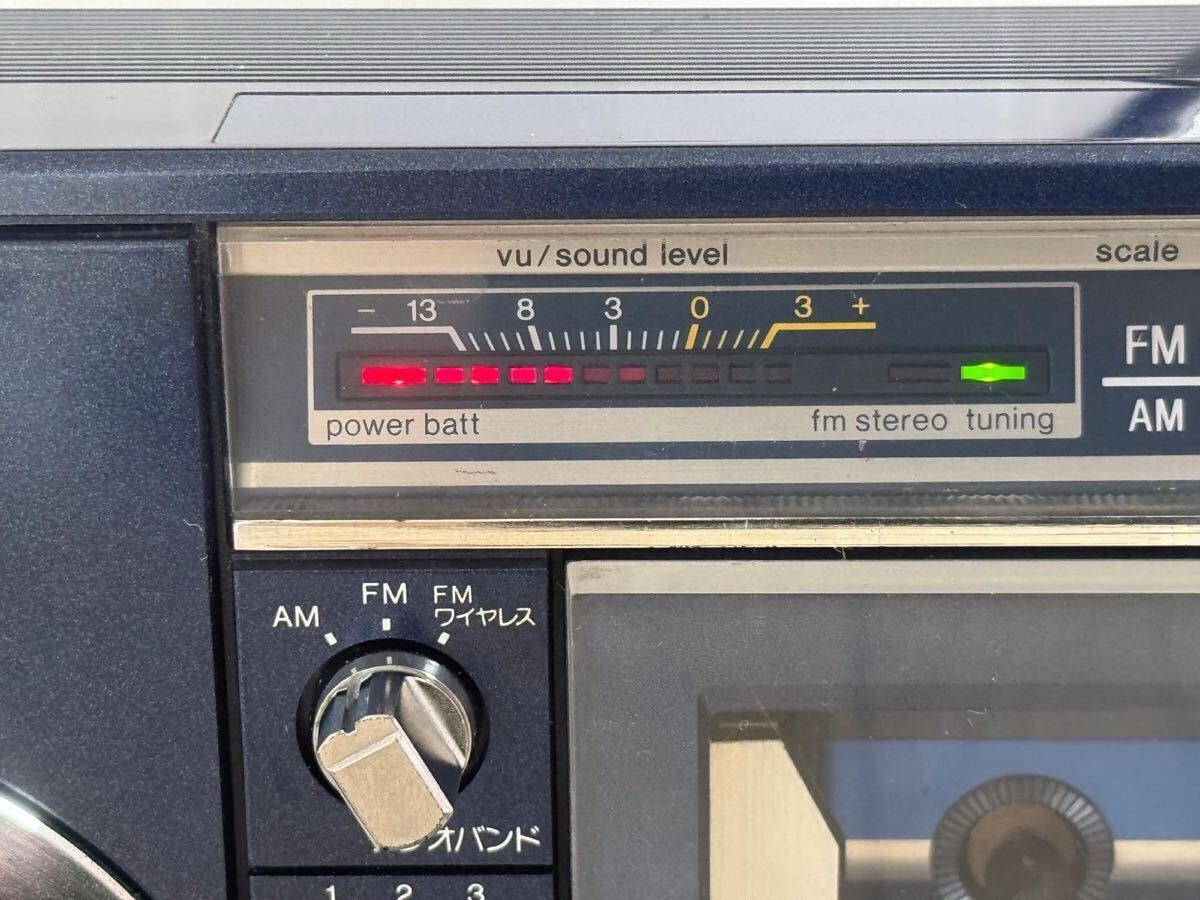 vu/sound level
scale
− 13 8 3 0 3 +
FM
AM
power batt
fm stereo tuning
AM
FM
FM
ワイヤレス
オバンド
1 2 3